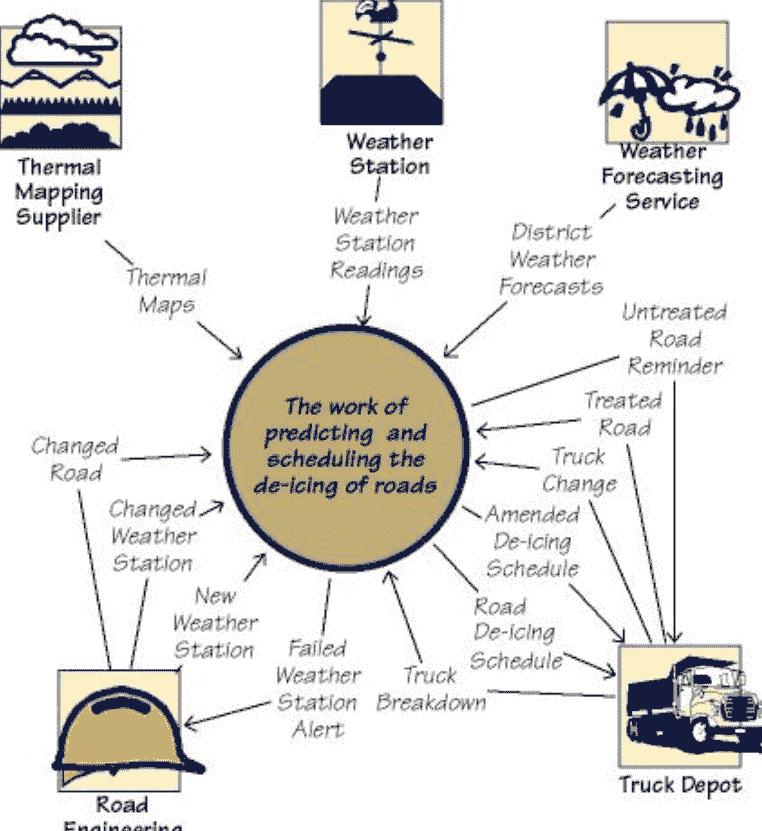 Thermal
Mapping
Supplier
Weather
Station
Weather
Forecasting
Service
Thermal
Maps
Weather
Station
Readings
District
Weather
Forecasts
Untreated
Road
Reminder
Treated
Road
Truck
Change
Amended
De-icing
Schedule
Road
De-icing
Schedule
Truck
Breakdown
Failed
Weather
Station
Alert
New
Weather
Station
Changed
Weather
Station
Changed
Road
The work of
predicting and
scheduling the
de-icing of roads
Road
Engineering
Truck Depot